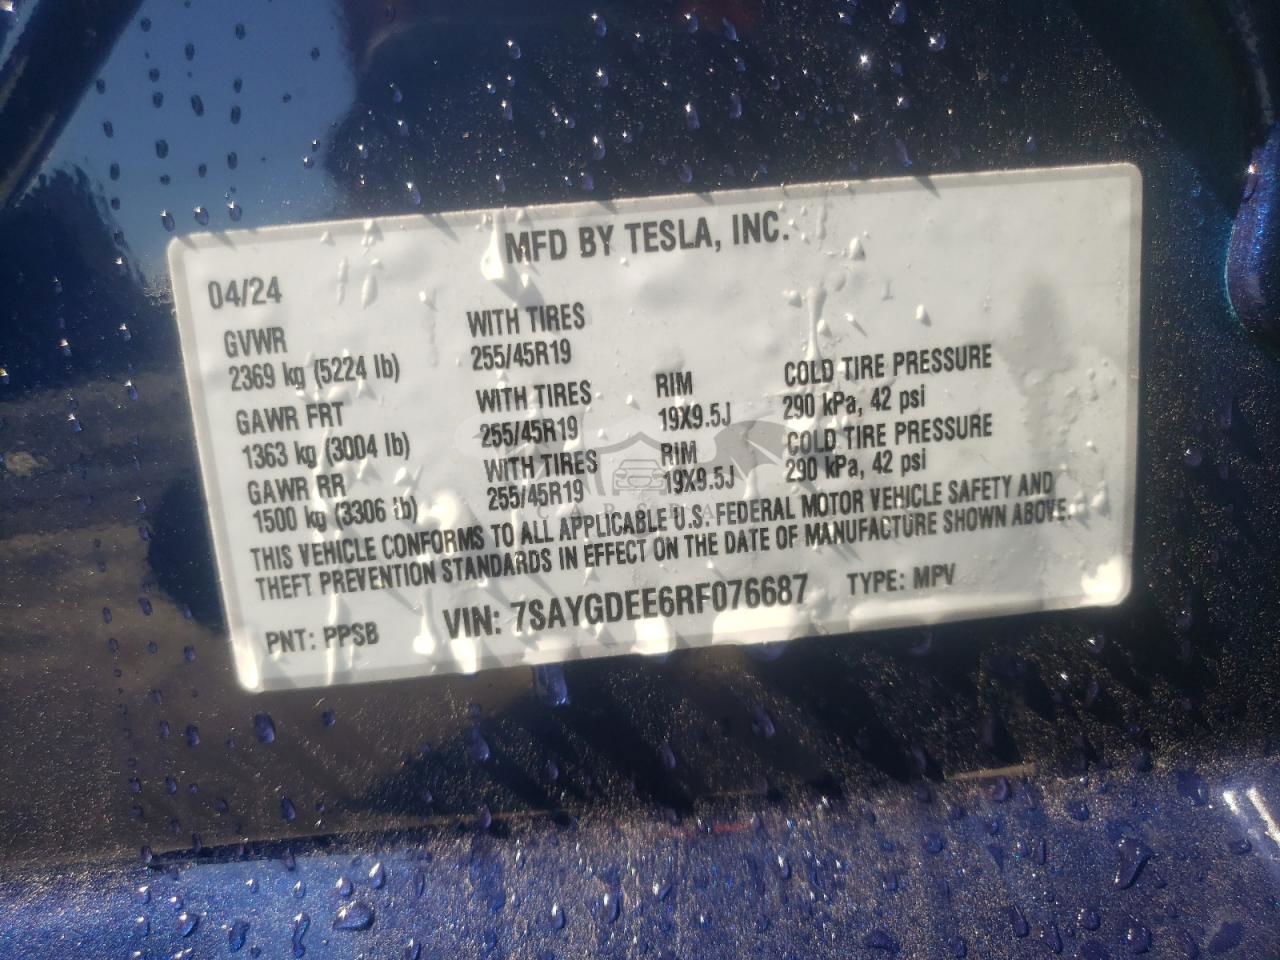 MFD BY TESLA, INC.
04/24
GVWR WITH TIRES
2369 kg (5224 lb) 255/45R19
GAWR FRT WITH TIRES RIM COLD TIRE PRESSURE
1363 kg (3004 lb) 255/45R19 19X9.5J 290 kPa, 42 psi
GAWR RR WITH TIRES RIM COLD TIRE PRESSURE
1500 kg (3306 lb) 255/45R19 19X9.5J 290 kPa, 42 psi
THIS VEHICLE CONFORMS TO ALL APPLICABLE U.S. FEDERAL MOTOR VEHICLE SAFETY AND
THEFT PREVENTION STANDARDS IN EFFECT ON THE DATE OF MANUFACTURE SHOWN ABOVE.
PNT: PPSB VIN: 7SAYGDEE6RF076687 TYPE: MPV